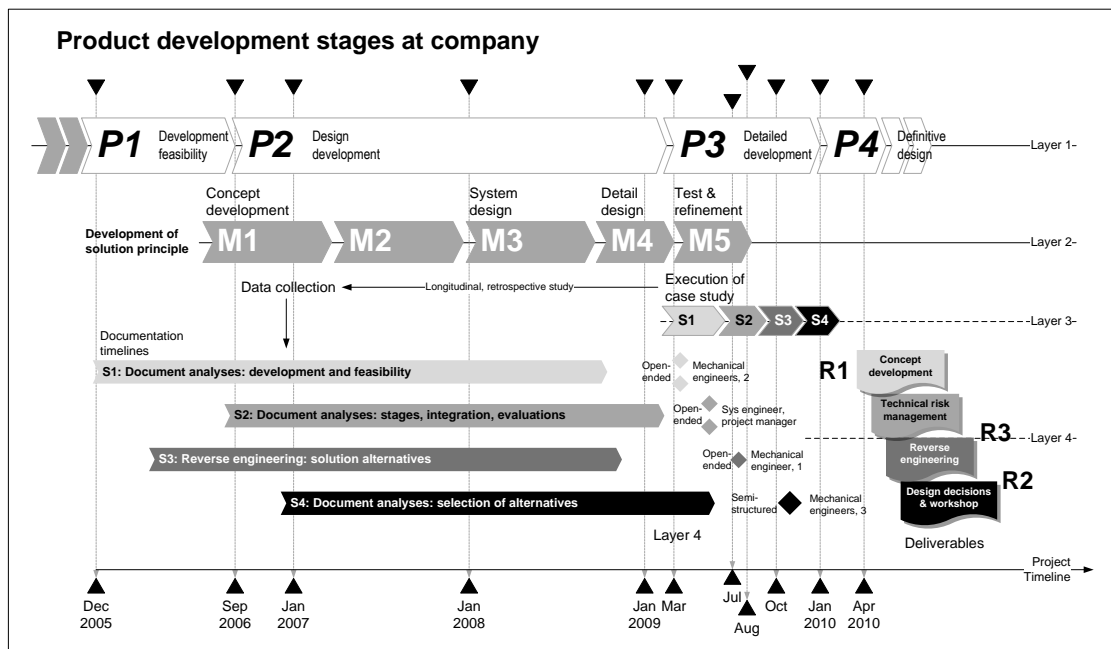 Product development stages at company
P1
Development
feasibility)
P2
Design
development
P3
Detailed
development)
P4
Definitive
design)
Layer 1
Concept
development
System
design
Detail
design
Test &
refinement
Development of
solution principle
M1
M2
M3
M4
M5
Layer 2
Data collection
Longitudinal, retrospective study
Execution of
case study
S1
S2
S3
S4
Layer 3
Documentation
timelines
S1: Document analyses: development and feasibility
Open-
ended
Mechanical
engineers, 2
R1
Concept
development
S2: Document analyses: stages, integration, evaluations
Open-
ended
Sys engineer,
project manager
Technical risk
management
R3
Layer 4
S3: Reverse engineering: solution alternatives
Open-
ended
Mechanical
engineer, 1
Reverse
engineering
R2
S4: Document analyses: selection of alternatives
Semi-
structured
Mechanical
engineers, 3
Design decisions
& workshop
Layer 4
Deliverables
Project
Timeline
Dec
2005
Sep
2006
Jan
2007
Jan
2008
Jan
2009
Mar
Jul
Aug
Oct
Jan
2010
Apr
2010